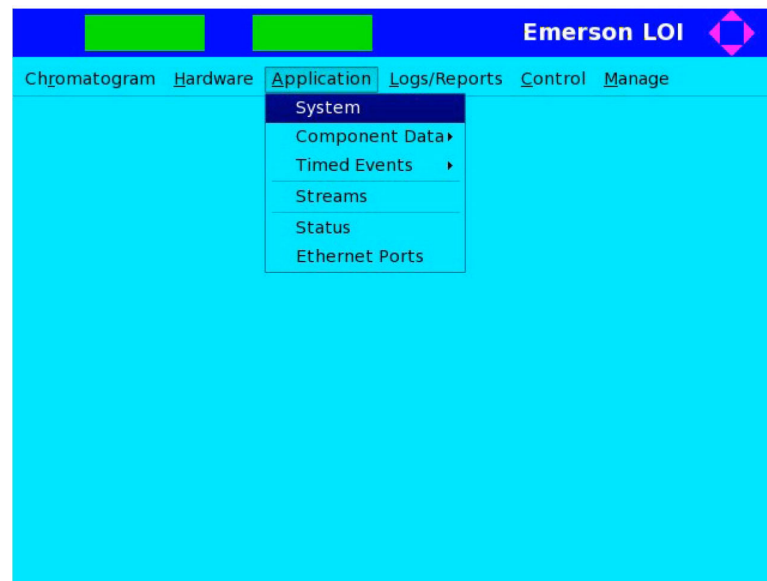 Emerson LOI
Chromatogram Hardware Application Logs/Reports Control Manage
System
Component Data
Timed Events
Streams
Status
Ethernet Ports